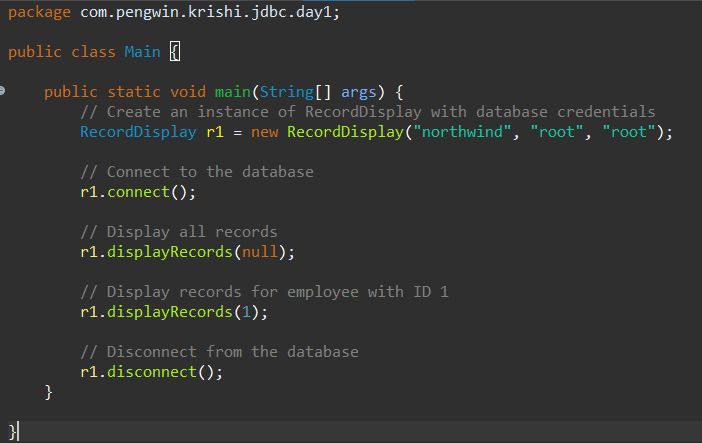 package com.pengwin.krishi.jdbc.day1;
public class Main {
public static void main(String[] args) {
// Create an instance of RecordDisplay with database credentials
RecordDisplay r1 = new RecordDisplay("northwind", "root", "root");
// Connect to the database
r1.connect();
// Display all records
r1.displayRecords(null);
// Display records for employee with ID 1
r1.displayRecords(1);
// Disconnect from the database
r1.disconnect();
}
}